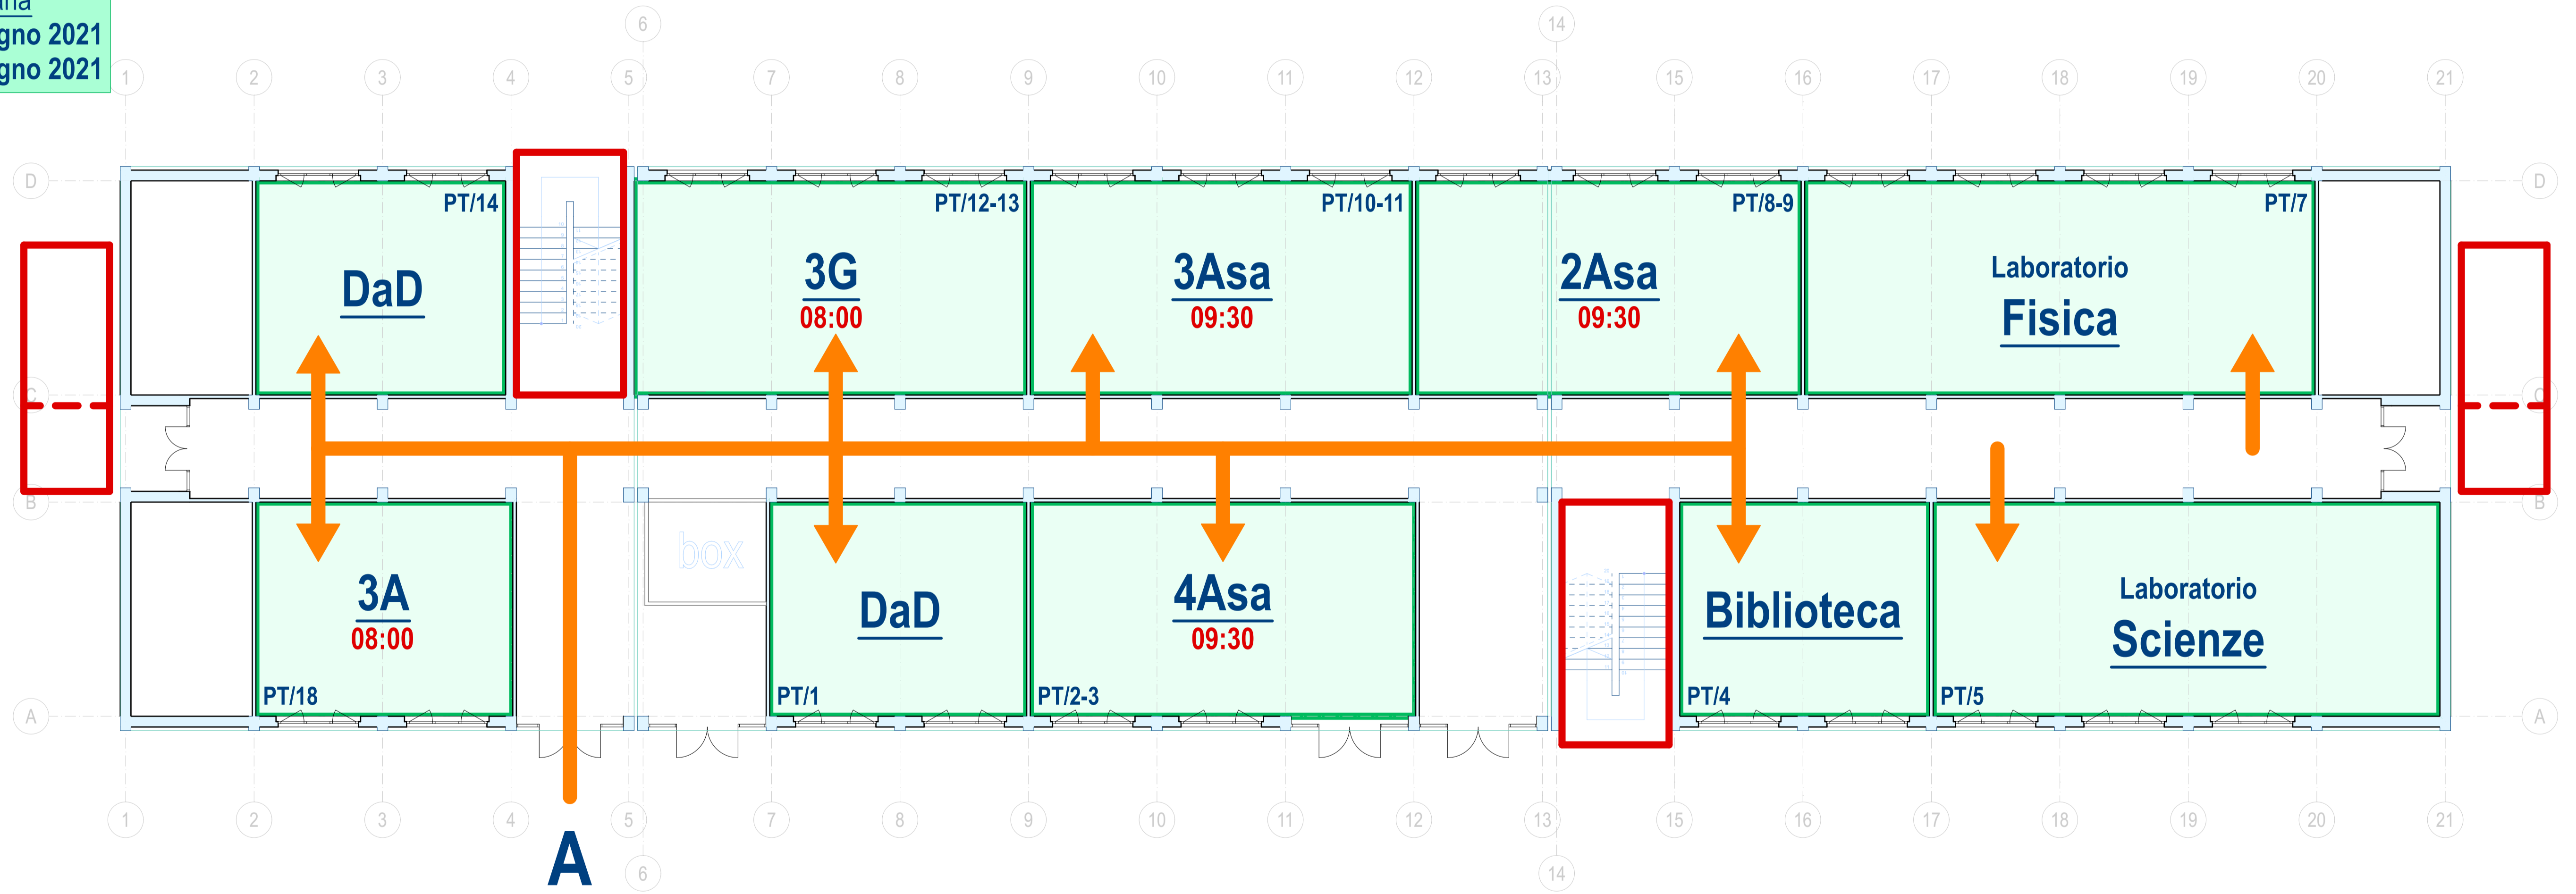 gno 2021
gno 2021
6 14
1 2 3 4 5 7 8 9 10 11 12 13 15 16 17 18 19 20 21
D D
PT/14 PT/12-13 PT/10-11 PT/8-9 PT/7
DaD
3G
08:00
3Asa
09:30
2Asa
09:30
Laboratorio
Fisica
C C
B B
box
3A
08:00
PT/18
DaD
PT/1
4Asa
09:30
PT/2-3
Biblioteca
PT/4
Laboratorio
Scienze
PT/5
A A
1 2 3 4 5 7 8 9 10 11 12 13 15 16 17 18 19 20 21
A
6 14